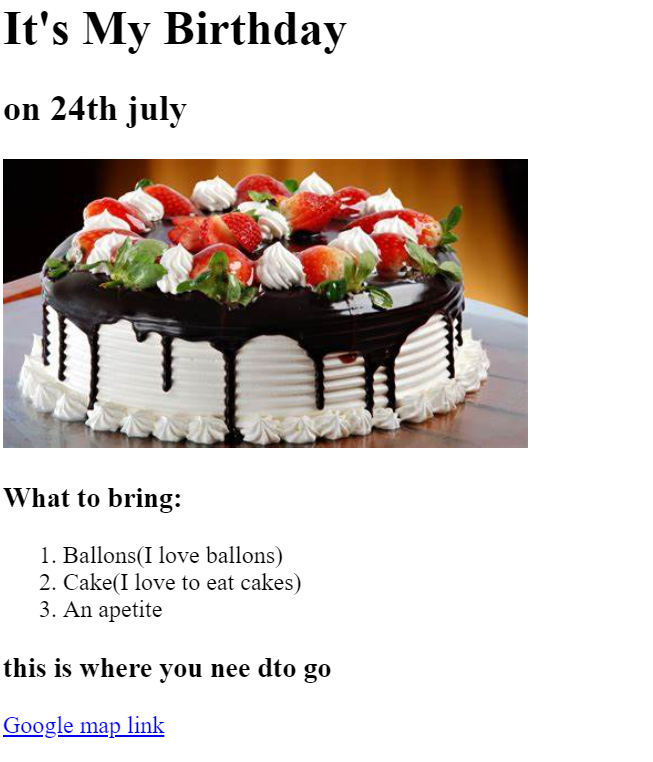 It's My Birthday
on 24th july
What to bring:
1. Ballons(I love ballons)
2. Cake(I love to eat cakes)
3. An apetite
this is where you nee dto go
Google map link